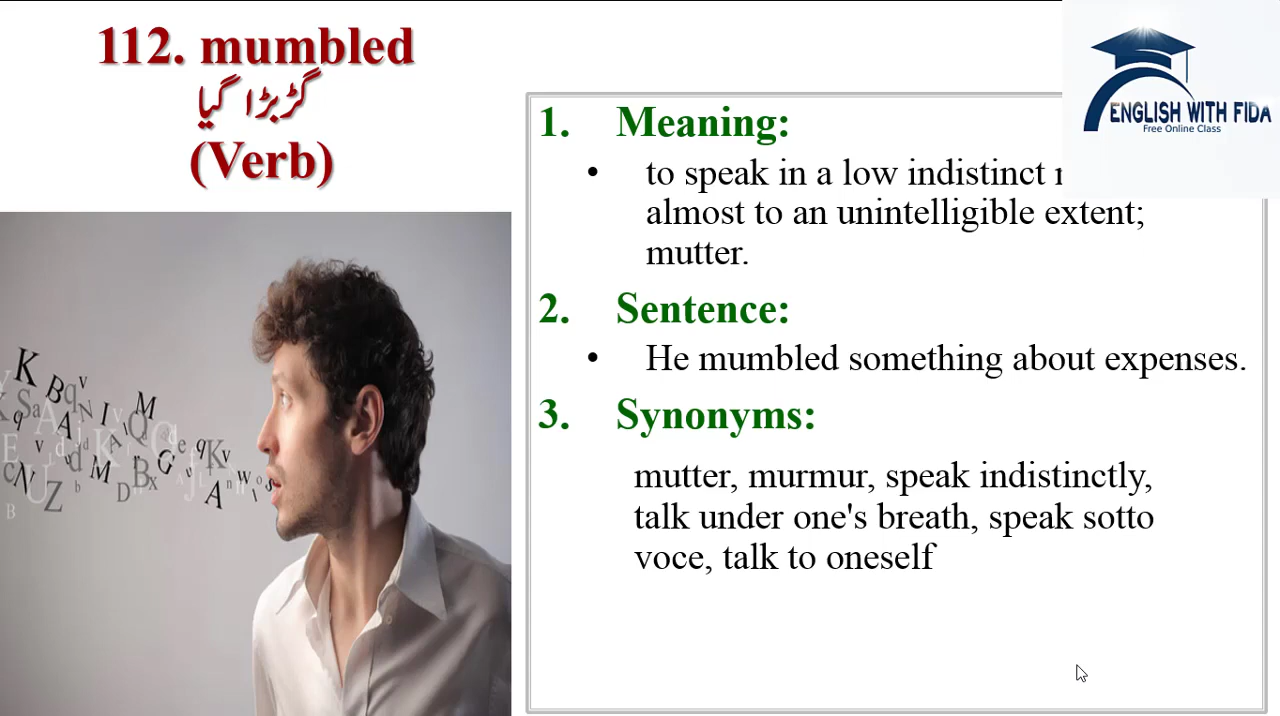 112. mumbled
گڑبڑا گیا
(Verb)
ENGLISH WITH FIDA
Free Online Class
1. Meaning:
• to speak in a low indistinct
almost to an unintelligible extent;
mutter.
2. Sentence:
• He mumbled something about expenses.
3. Synonyms:
mutter, murmur, speak indistinctly,
talk under one's breath, speak sotto
voce, talk to oneself